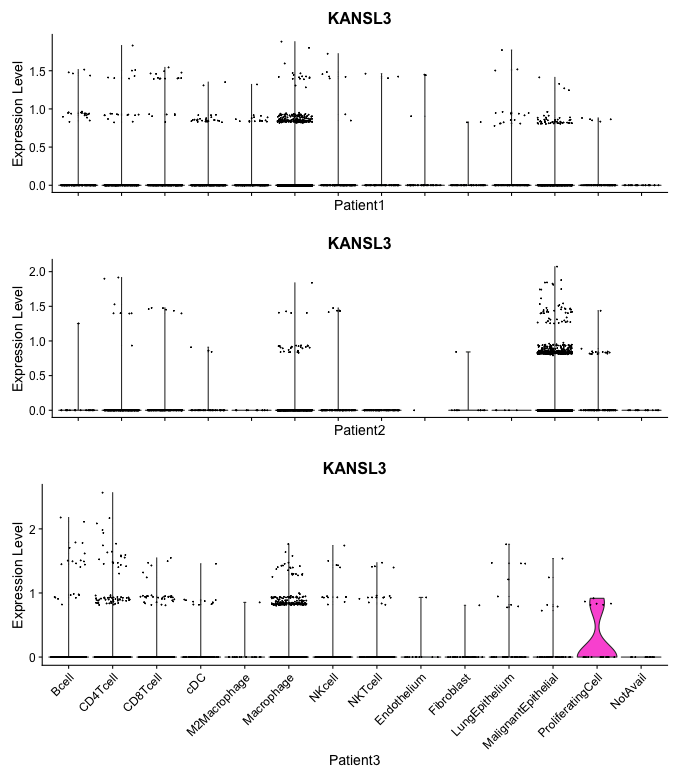 KANSL3
Expression Level
1.5
1.0
0.5
0.0
Patient1
KANSL3
Expression Level
2.0
1.5
1.0
0.5
0.0
Patient2
KANSL3
Expression Level
2
1
0
Bcell
CD4Tcell
CD8Tcell
cDC
M2Macrophage
Macrophage
NKcell
NKTcell
Endothelium
Fibroblast
LungEpithelium
MalignantEpithelial
ProliferatingCell
NotAvail
Patient3